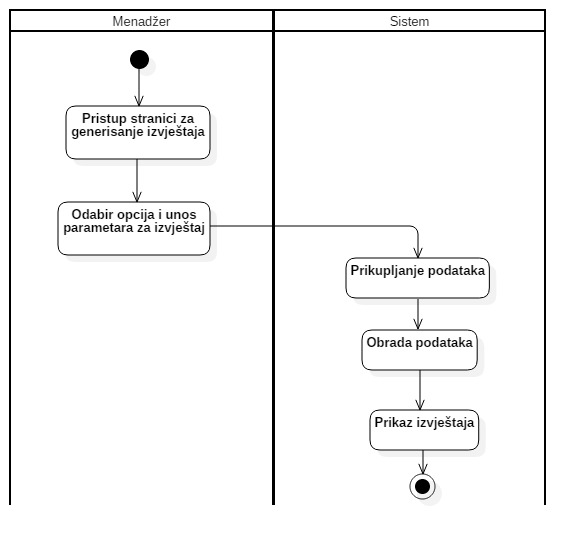 Menadžer
Sistem
Pristup stranici za
generisanje izvještaja
Odabir opcija i unos
parametara za izvještaj
Prikupljanje podataka
Obrada podataka
Prikaz izvještaja